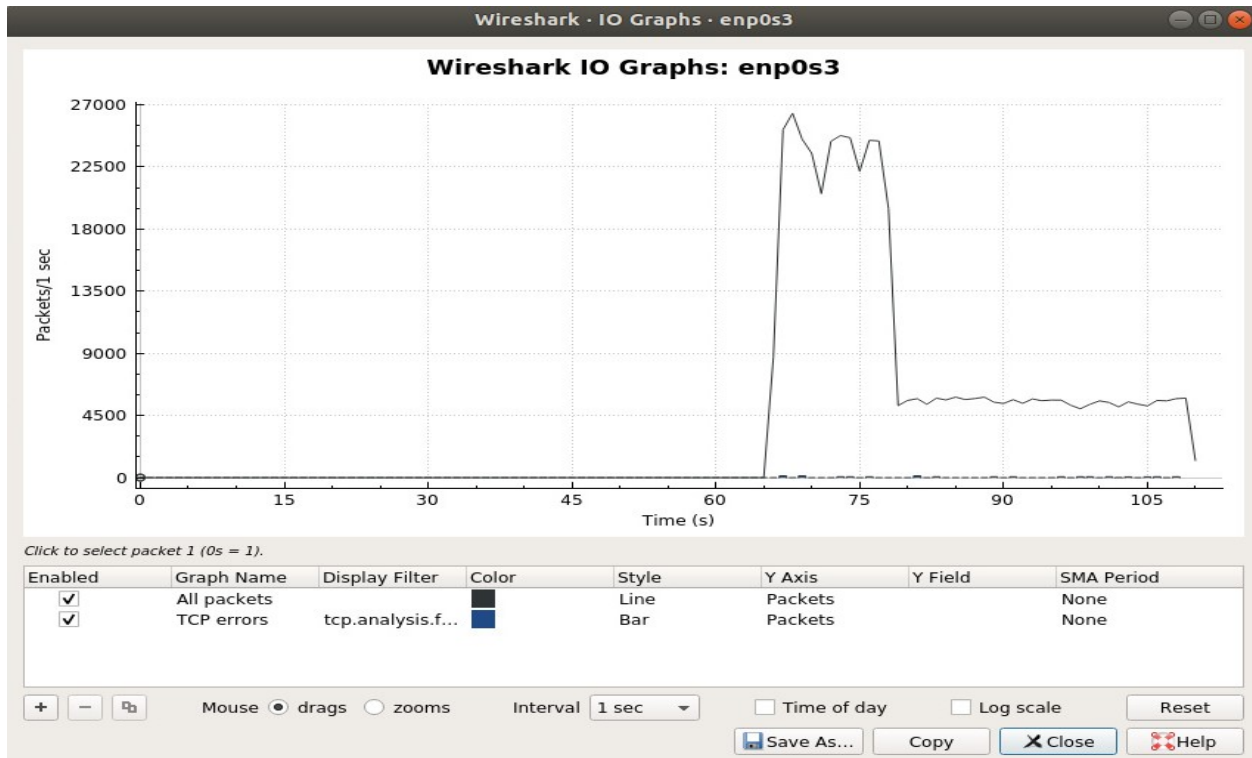 Wireshark · IO Graphs · enp0s3
Wireshark IO Graphs: enp0s3
27000
22500
18000
13500
9000
4500
0
Packets/1 sec
0 15 30 45 60 75 90 105
Time (s)
Click to select packet 1 (0s = 1).
Enabled Graph Name Display Filter Color Style Y Axis Y Field SMA Period
All packets Line Packets None
TCP errors tcp.analysis.f... Bar Packets None
+ − Mouse drags zooms Interval 1 sec Time of day Log scale Reset
Save As... Copy Close Help